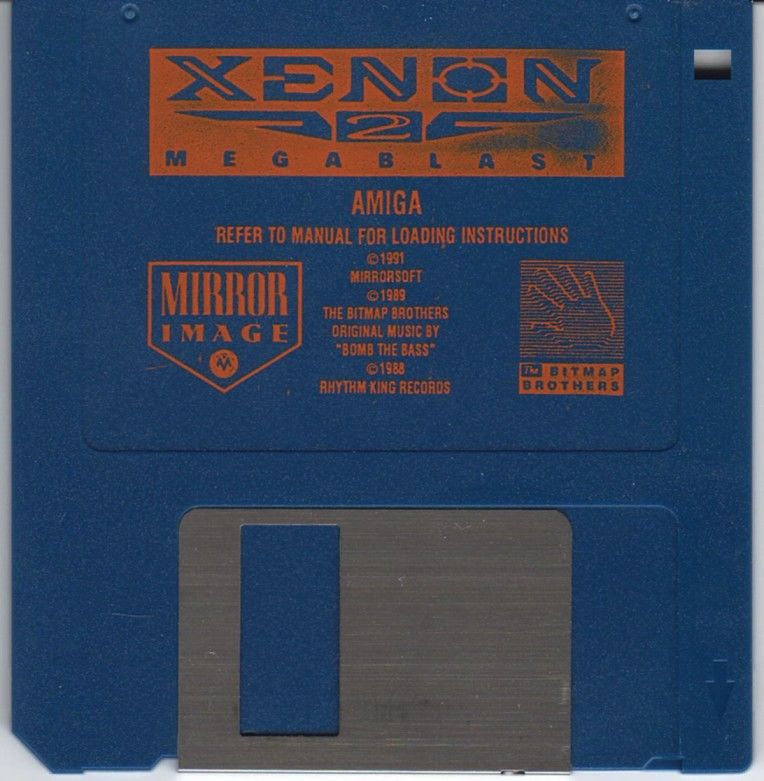 XENON
2
MEGABLAST
AMIGA
REFER TO MANUAL FOR LOADING INSTRUCTIONS
©1991
MIRRORSOFT
©1989
THE BITMAP BROTHERS
ORIGINAL MUSIC BY
"BOMB THE BASS"
©1988
RHYTHM KING RECORDS
MIRROR
IMAGE
The BITMAP
BROTHERS